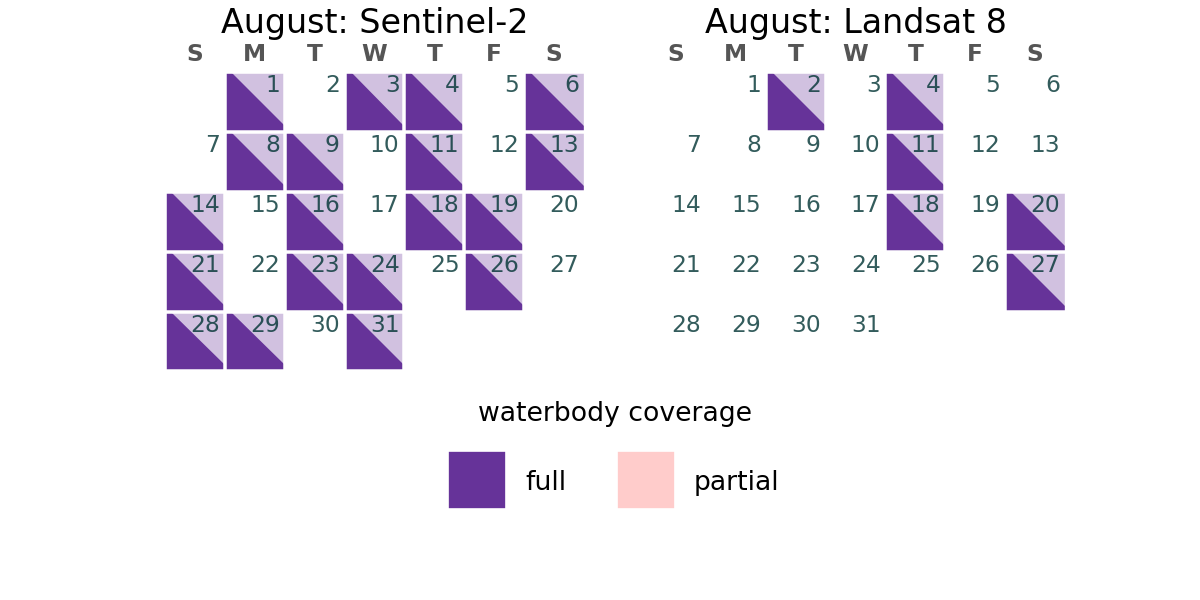 August: Sentinel-2
S M T W T F S
1 2 3 4 5 6
7 8 9 10 11 12 13
14 15 16 17 18 19 20
21 22 23 24 25 26 27
28 29 30 31
August: Landsat 8
S M T W T F S
1 2 3 4 5 6
7 8 9 10 11 12 13
14 15 16 17 18 19 20
21 22 23 24 25 26 27
28 29 30 31
waterbody coverage
full partial